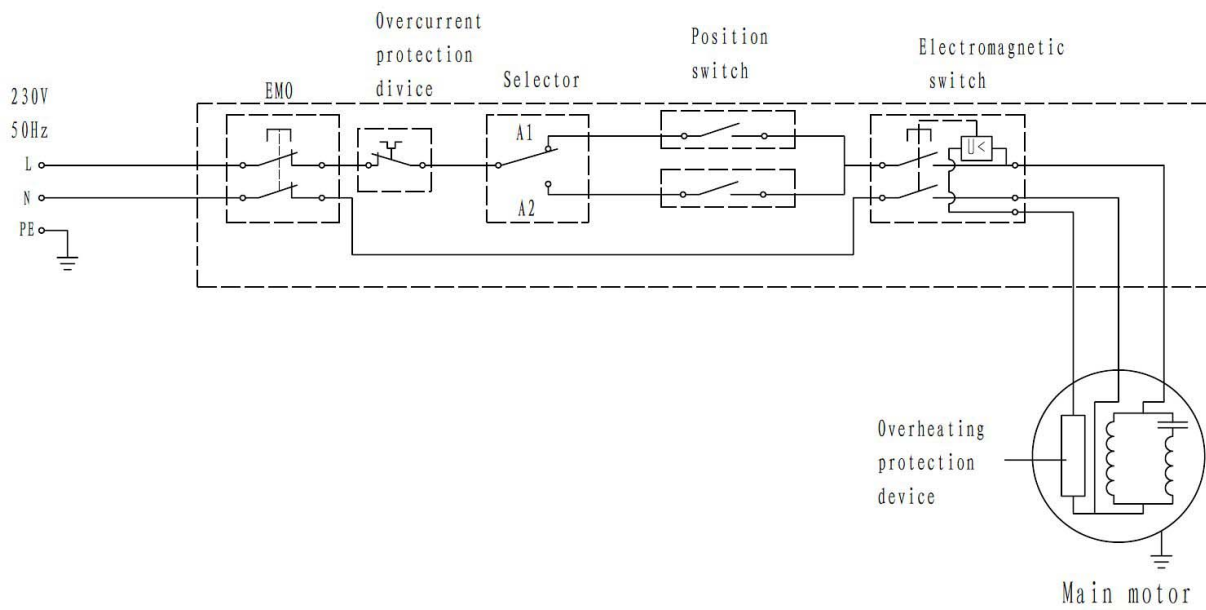 Overcurrent
protection
divice
Position
switch
Electromagnetic
switch
Selector
EMO
230V
50Hz
L
N
PE
A1
A2
U<
Overheating
protection
device
Main motor